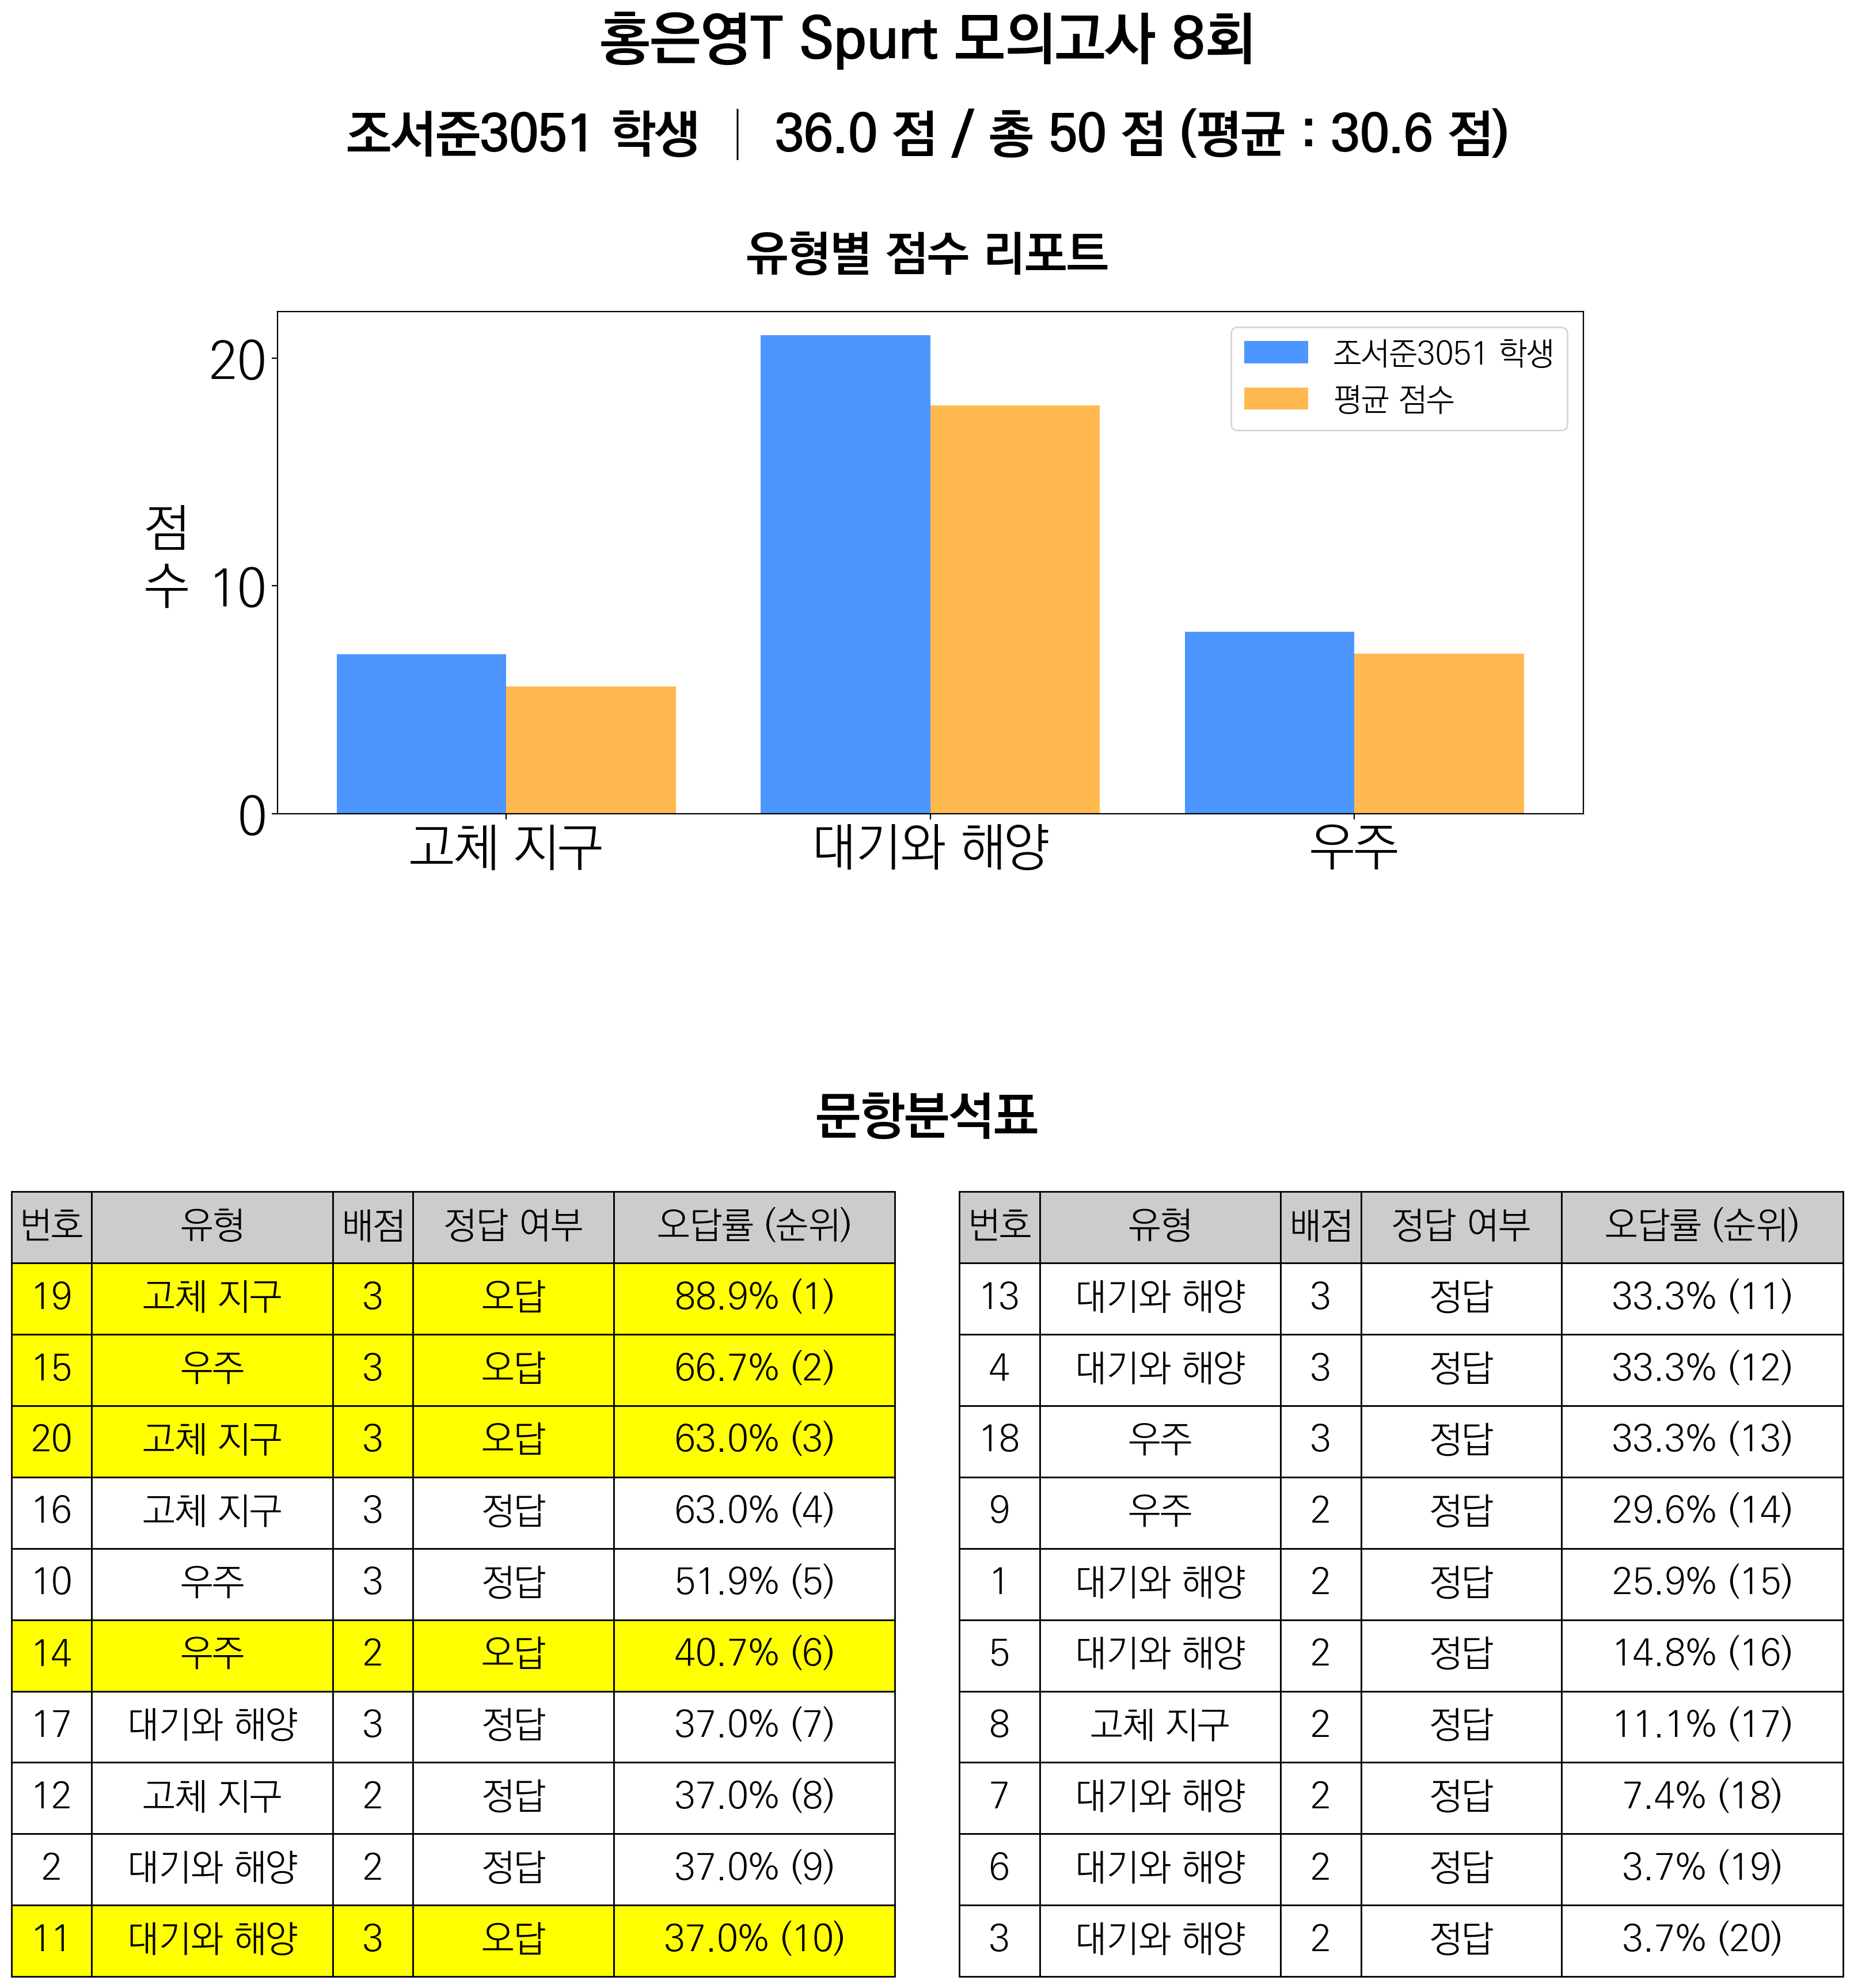 홍은영T Spurt 모의고사 8회
조서준3051 학생 | 36.0 점 / 총 50 점 (평균 : 30.6 점)
유형별 점수 리포트
조서준3051 학생
평균 점수
20
10
0
점
수
고체 지구 대기와 해양 우주
문항분석표
번호 유형 배점 정답 여부 오답률 (순위)
19 고체 지구 3 오답 88.9% (1)
15 우주 3 오답 66.7% (2)
20 고체 지구 3 오답 63.0% (3)
16 고체 지구 3 정답 63.0% (4)
10 우주 3 정답 51.9% (5)
14 우주 2 오답 40.7% (6)
17 대기와 해양 3 정답 37.0% (7)
12 고체 지구 2 정답 37.0% (8)
2 대기와 해양 2 정답 37.0% (9)
11 대기와 해양 3 오답 37.0% (10)
번호 유형 배점 정답 여부 오답률 (순위)
13 대기와 해양 3 정답 33.3% (11)
4 대기와 해양 3 정답 33.3% (12)
18 우주 3 정답 33.3% (13)
9 우주 2 정답 29.6% (14)
1 대기와 해양 2 정답 25.9% (15)
5 대기와 해양 2 정답 14.8% (16)
8 고체 지구 2 정답 11.1% (17)
7 대기와 해양 2 정답 7.4% (18)
6 대기와 해양 2 정답 3.7% (19)
3 대기와 해양 2 정답 3.7% (20)